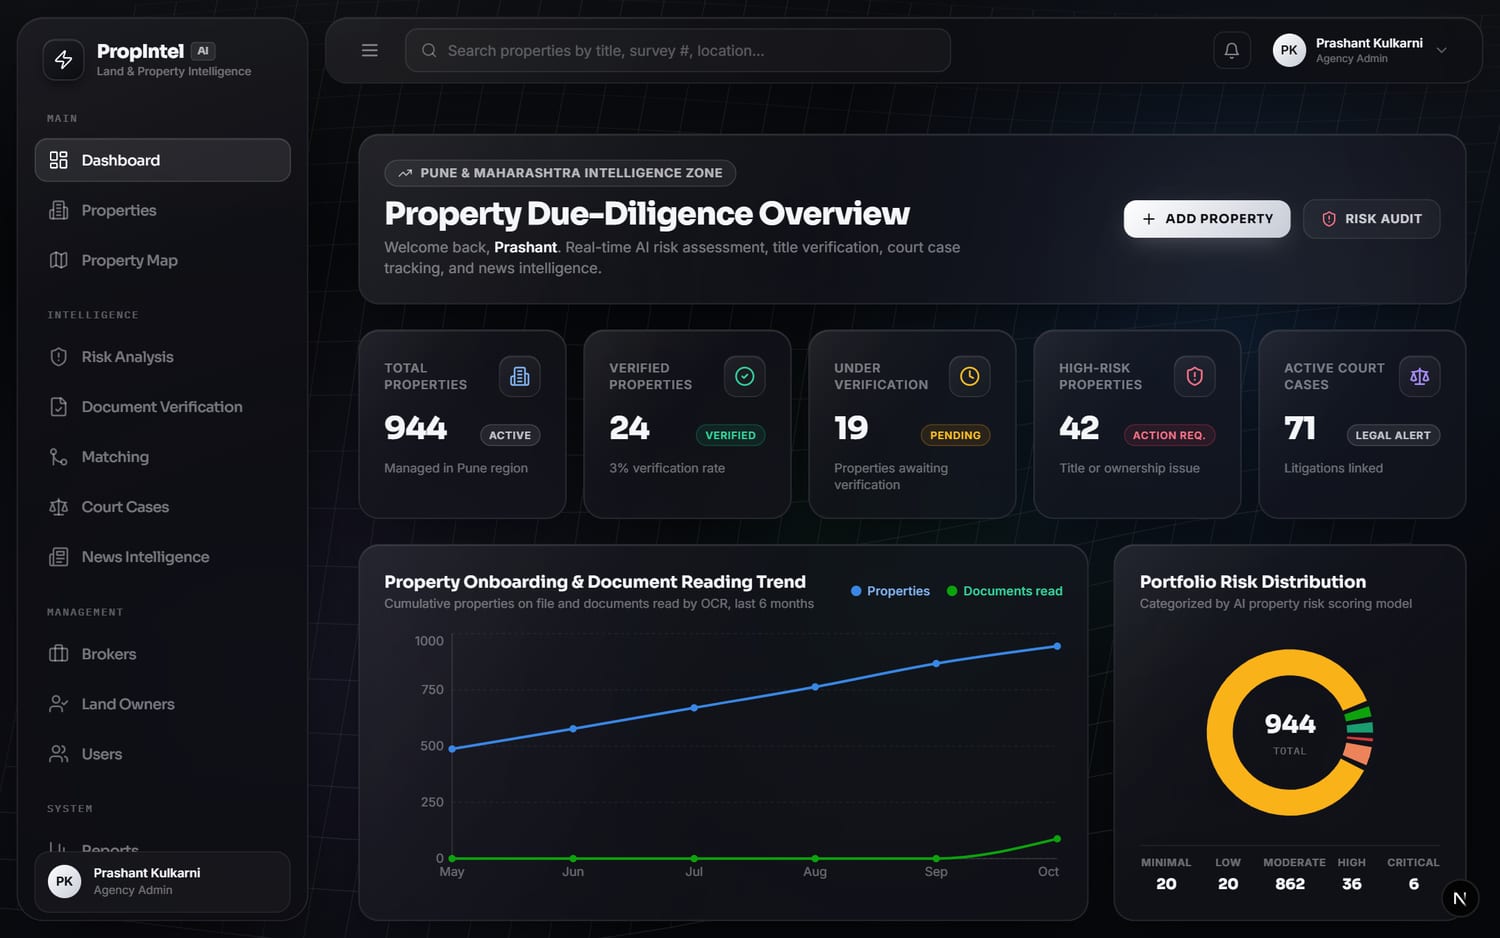 PropIntel AI
Land & Property Intelligence
MAIN
Dashboard
Properties
Property Map
INTELLIGENCE
Risk Analysis
Document Verification
Matching
Court Cases
News Intelligence
MANAGEMENT
Brokers
Land Owners
Users
SYSTEM
Reports
PK
Prashant Kulkarni
Agency Admin
Search properties by title, survey #, location...
PK
Prashant Kulkarni
Agency Admin
PUNE & MAHARASHTRA INTELLIGENCE ZONE
Property Due-Diligence Overview
Welcome back, Prashant. Real-time AI risk assessment, title verification, court case
tracking, and news intelligence.
ADD PROPERTY
RISK AUDIT
TOTAL
PROPERTIES
944
ACTIVE
Managed in Pune region
VERIFIED
PROPERTIES
24
VERIFIED
3% verification rate
UNDER
VERIFICATION
19
PENDING
Properties awaiting
verification
HIGH-RISK
PROPERTIES
42
ACTION REQ.
Title or ownership issue
ACTIVE COURT
CASES
71
LEGAL ALERT
Litigations linked
Property Onboarding & Document Reading Trend
Cumulative properties on file and documents read by OCR, last 6 months
Properties
Documents read
1000
750
500
250
0
May Jun Jul Aug Sep Oct
Portfolio Risk Distribution
Categorized by AI property risk scoring model
944
TOTAL
MINIMAL LOW MODERATE HIGH CRITICAL
20 20 862 36 6
N